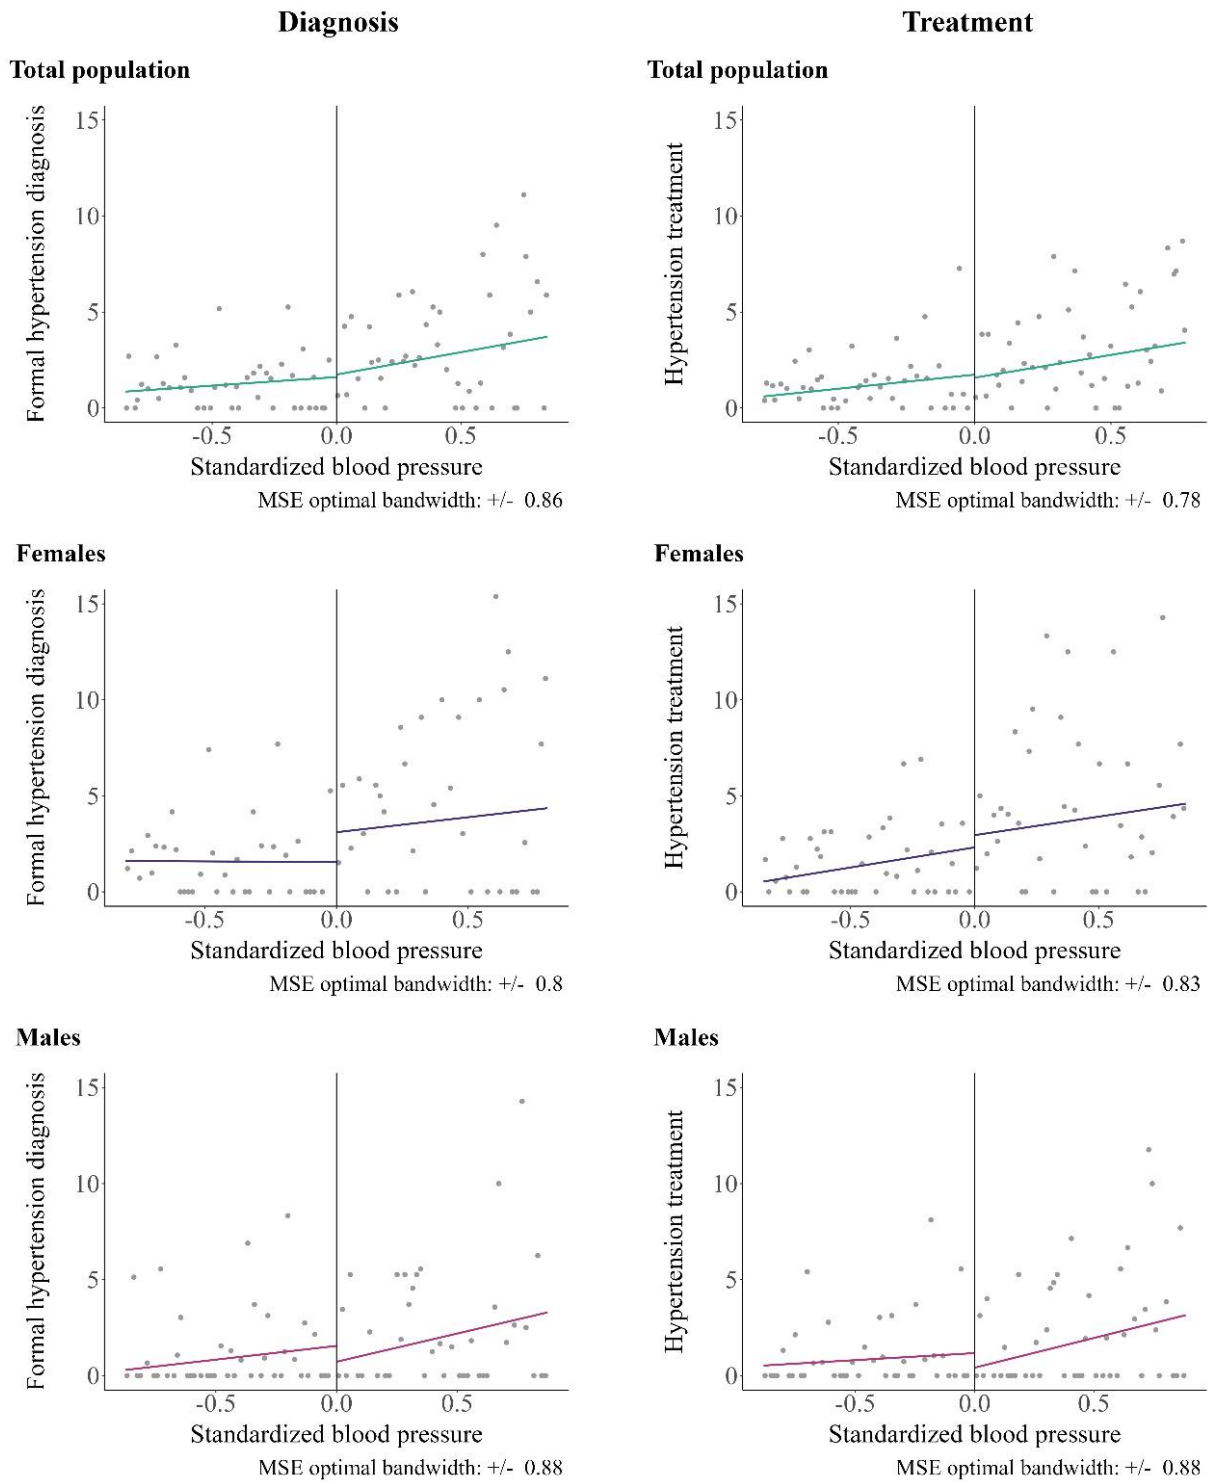 Diagnosis
Treatment
Total population
Total population
Formal hypertension diagnosis
15
10
5
0
-0.5
0.0
0.5
Standardized blood pressure
MSE optimal bandwidth: +/- 0.86
Hypertension treatment
15
10
5
0
-0.5
0.0
0.5
Standardized blood pressure
MSE optimal bandwidth: +/- 0.78
Females
Females
Formal hypertension diagnosis
15
10
5
0
-0.5
0.0
0.5
Standardized blood pressure
MSE optimal bandwidth: +/- 0.8
Hypertension treatment
15
10
5
0
-0.5
0.0
0.5
Standardized blood pressure
MSE optimal bandwidth: +/- 0.83
Males
Males
Formal hypertension diagnosis
15
10
5
0
-0.5
0.0
0.5
Standardized blood pressure
MSE optimal bandwidth: +/- 0.88
Hypertension treatment
15
10
5
0
-0.5
0.0
0.5
Standardized blood pressure
MSE optimal bandwidth: +/- 0.88